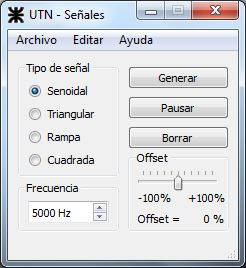 UTN - Señales
Archivo Editar Ayuda
Tipo de señal
Senoidal
Triangular
Rampa
Cuadrada
Frecuencia
5000 Hz
Generar
Pausar
Borrar
Offset
-100% +100%
Offset = 0 %